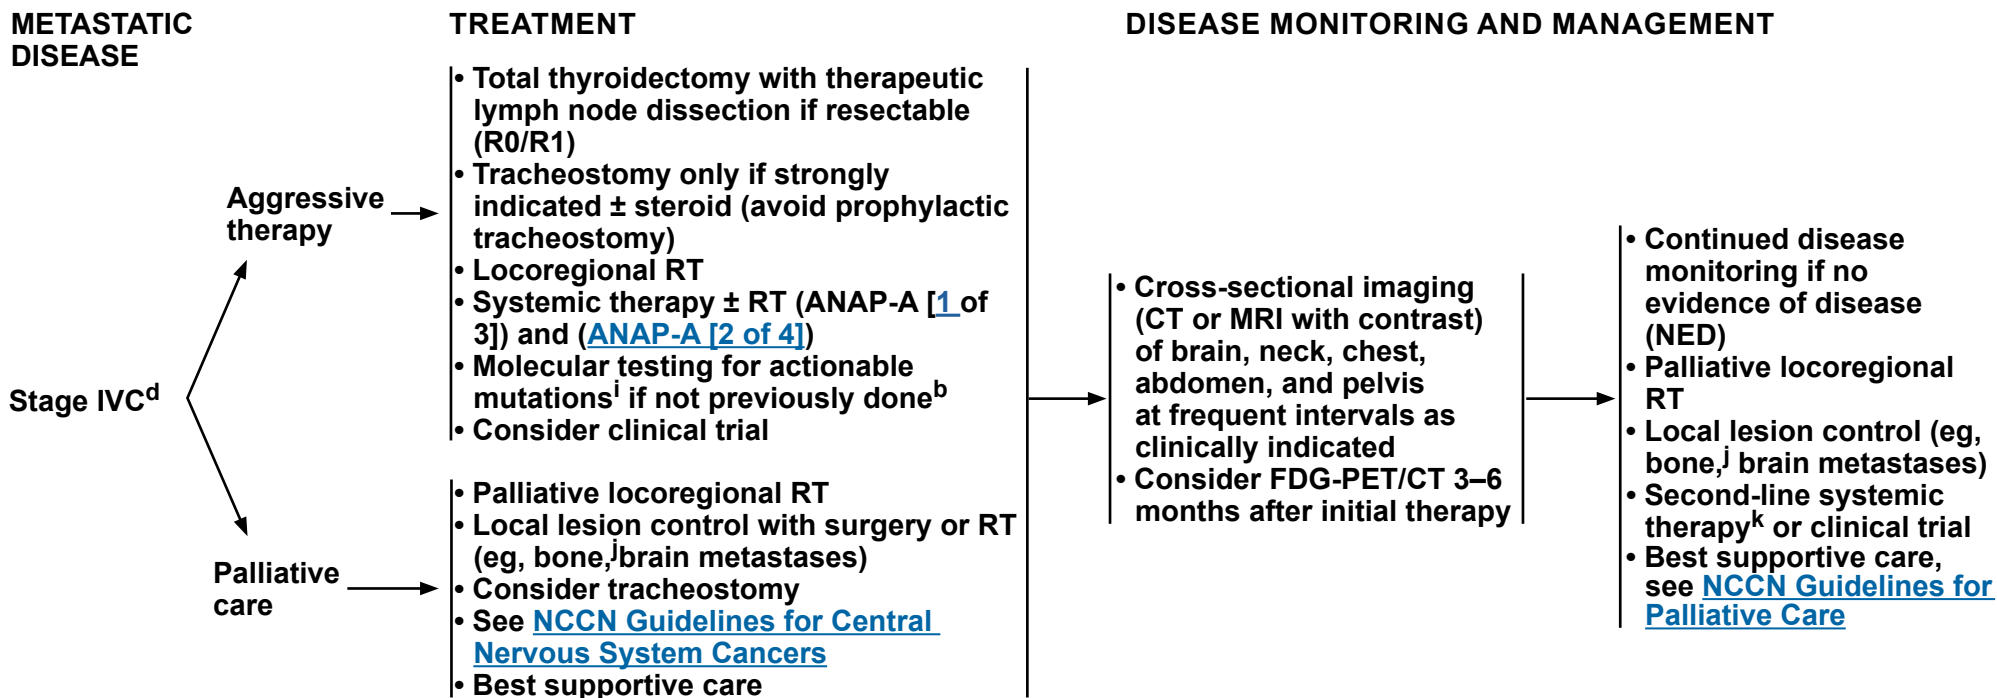 METASTATIC
DISEASE
TREATMENT
DISEASE MONITORING AND MANAGEMENT
Stage IVCd
Aggressive
therapy
• Total thyroidectomy with therapeutic
lymph node dissection if resectable
(R0/R1)
• Tracheostomy only if strongly
indicated ± steroid (avoid prophylactic
tracheostomy)
• Locoregional RT
• Systemic therapy ± RT (ANAP-A [1 of
3]) and (ANAP-A [2 of 4])
• Molecular testing for actionable
mutationsi if not previously doneb
• Consider clinical trial
Palliative
care
• Palliative locoregional RT
• Local lesion control with surgery or RT
(eg, bone,j brain metastases)
• Consider tracheostomy
• See NCCN Guidelines for Central
Nervous System Cancers
• Best supportive care
• Cross-sectional imaging
(CT or MRI with contrast)
of brain, neck, chest,
abdomen, and pelvis
at frequent intervals as
clinically indicated
• Consider FDG-PET/CT 3–6
months after initial therapy
• Continued disease
monitoring if no
evidence of disease
(NED)
• Palliative locoregional
RT
• Local lesion control (eg,
bone,j brain metastases)
• Second-line systemic
therapyk or clinical trial
• Best supportive care,
see NCCN Guidelines for
Palliative Care